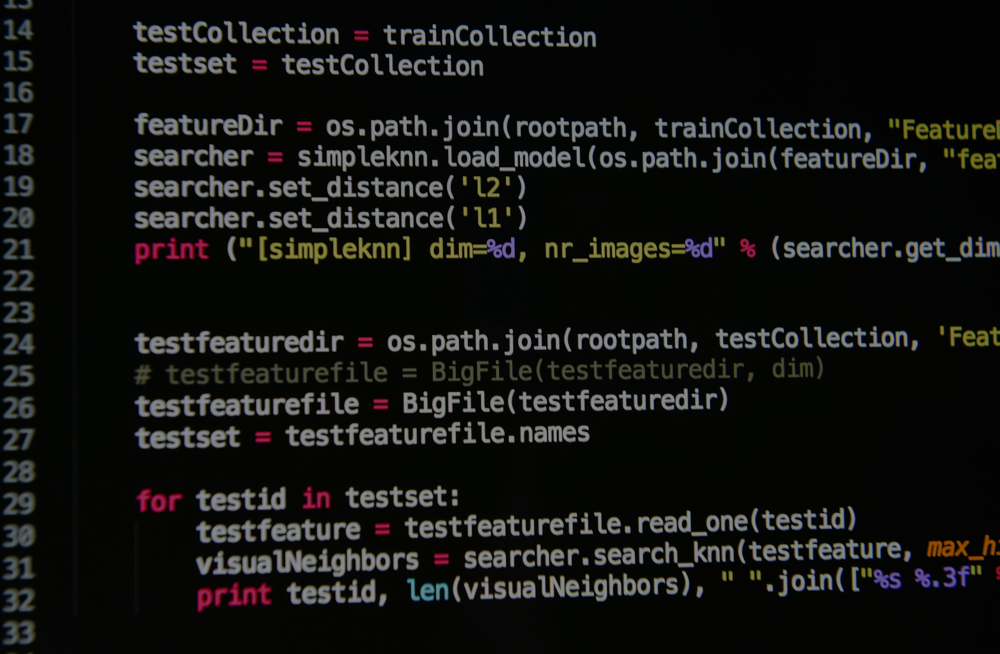 14 testCollection = trainCollection
15 testset = testCollection
16
17 featureDir = os.path.join(rootpath, trainCollection, "Feature
18 searcher = simpleknn.load_model(os.path.join(featureDir, "feat
19 searcher.set_distance('l2')
20 searcher.set_distance('l1')
21 print ("[simpleknn] dim=%d, nr_images=%d" % (searcher.get_dim
22
23
24 testfeaturedir = os.path.join(rootpath, testCollection, 'Feat
25 # testfeaturefile = BigFile(testfeaturedir, dim)
26 testfeaturefile = BigFile(testfeaturedir)
27 testset = testfeaturefile.names
28
29 for testid in testset:
30 testfeature = testfeaturefile.read_one(testid)
31 visualNeighbors = searcher.search_knn(testfeature, max_h
32 print testid, len(visualNeighbors), " ".join(["%s %.3f"
33